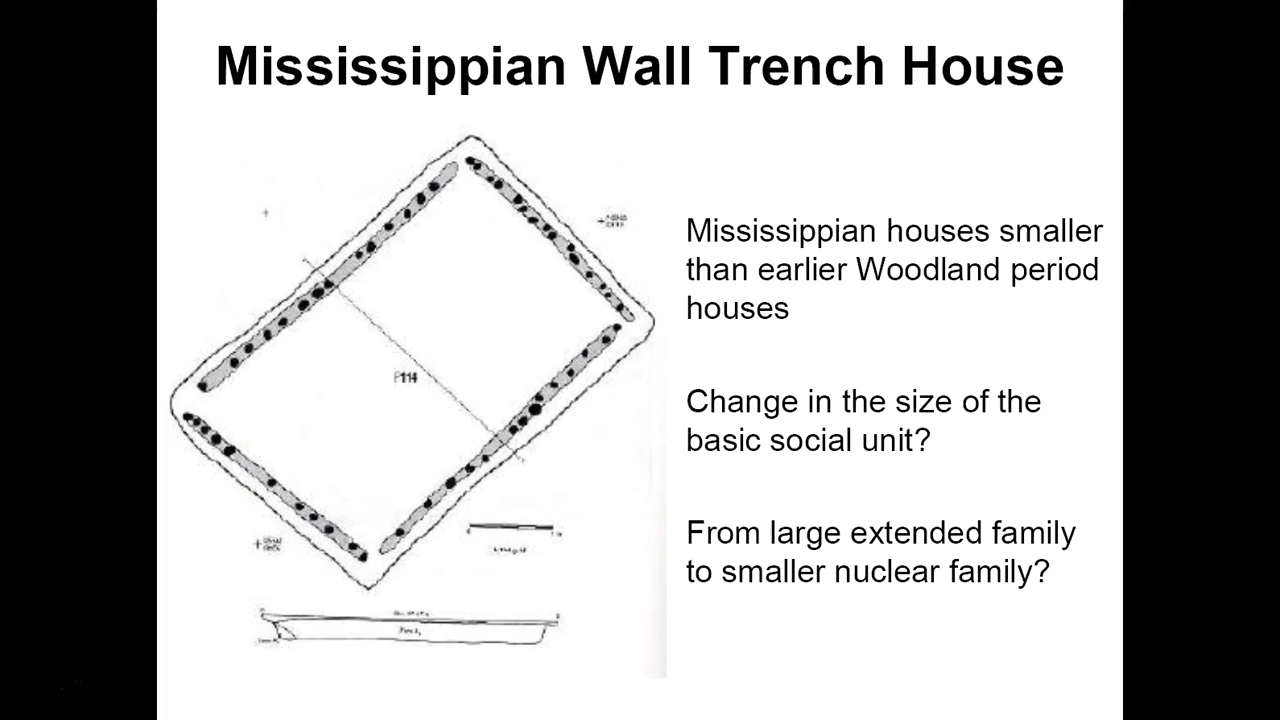 Mississippian Wall Trench House
Mississippian houses smaller
than earlier Woodland period
houses
Change in the size of the
basic social unit?
From large extended family
to smaller nuclear family?
F114